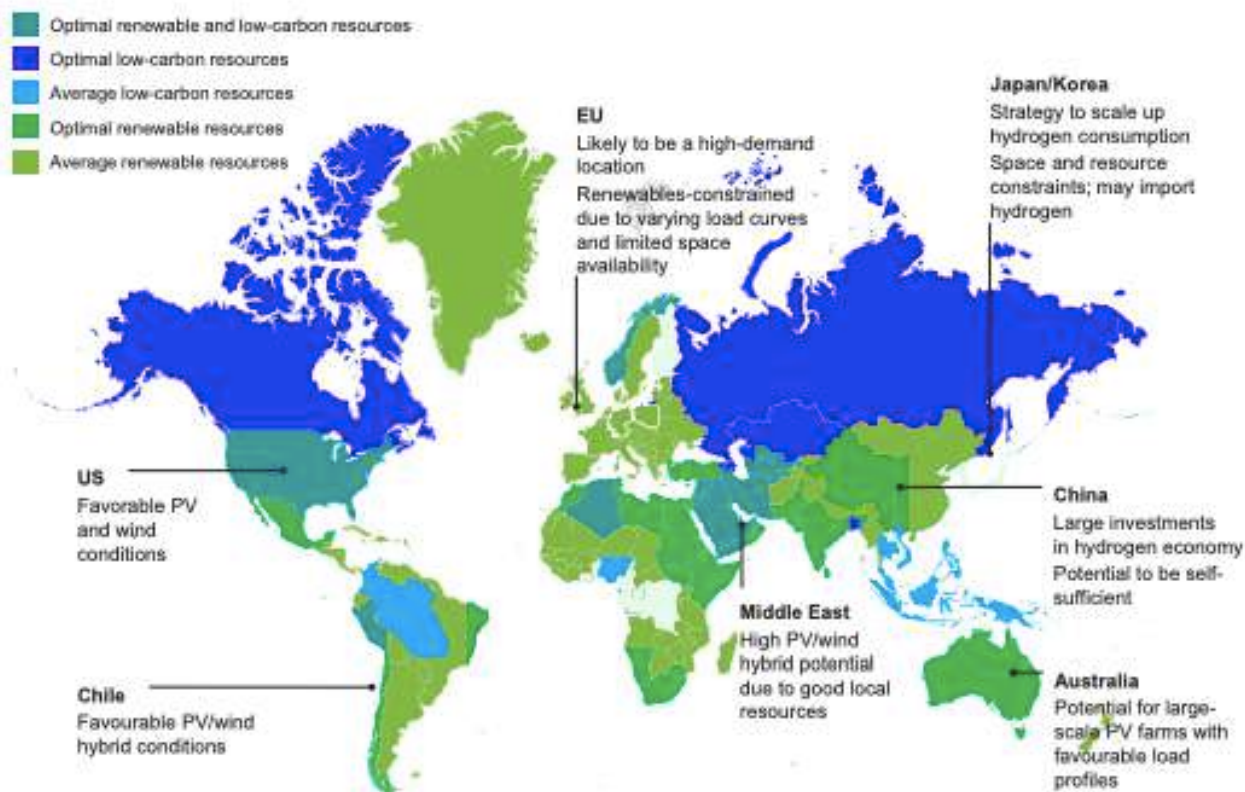 Optimal renewable and low-carbon resources
Optimal low-carbon resources
Average low-carbon resources
Optimal renewable resources
Average renewable resources
EU
Likely to be a high-demand
location
Renewables-constrained
due to varying load curves
and limited space
availability
Japan/Korea
Strategy to scale up
hydrogen consumption
Space and resource
constraints; may import
hydrogen
US
Favorable PV
and wind
conditions
China
Large investments
in hydrogen economy
Potential to be self-
sufficient
Middle East
High PV/wind
hybrid potential
due to good local
resources
Chile
Favourable PV/wind
hybrid conditions
Australia
Potential for large-
scale PV farms with
favourable load
profiles